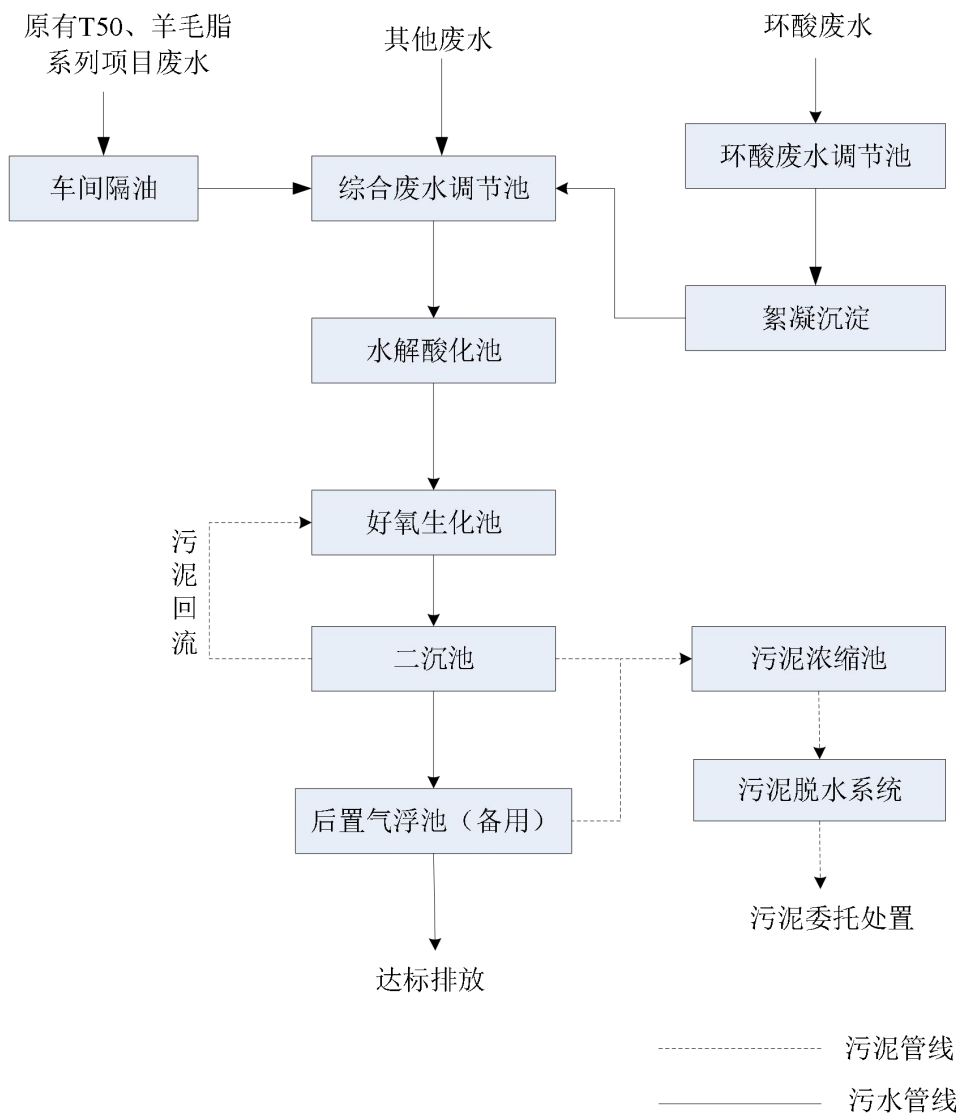 原有T50、羊毛脂
系列项目废水
其他废水
环酸废水
车间隔油
综合废水调节池
环酸废水调节池
絮凝沉淀
水解酸化池
好氧生化池
污
泥
回
流
二沉池
污泥浓缩池
后置气浮池（备用）
污泥脱水系统
污泥委托处置
达标排放
污泥管线
污水管线